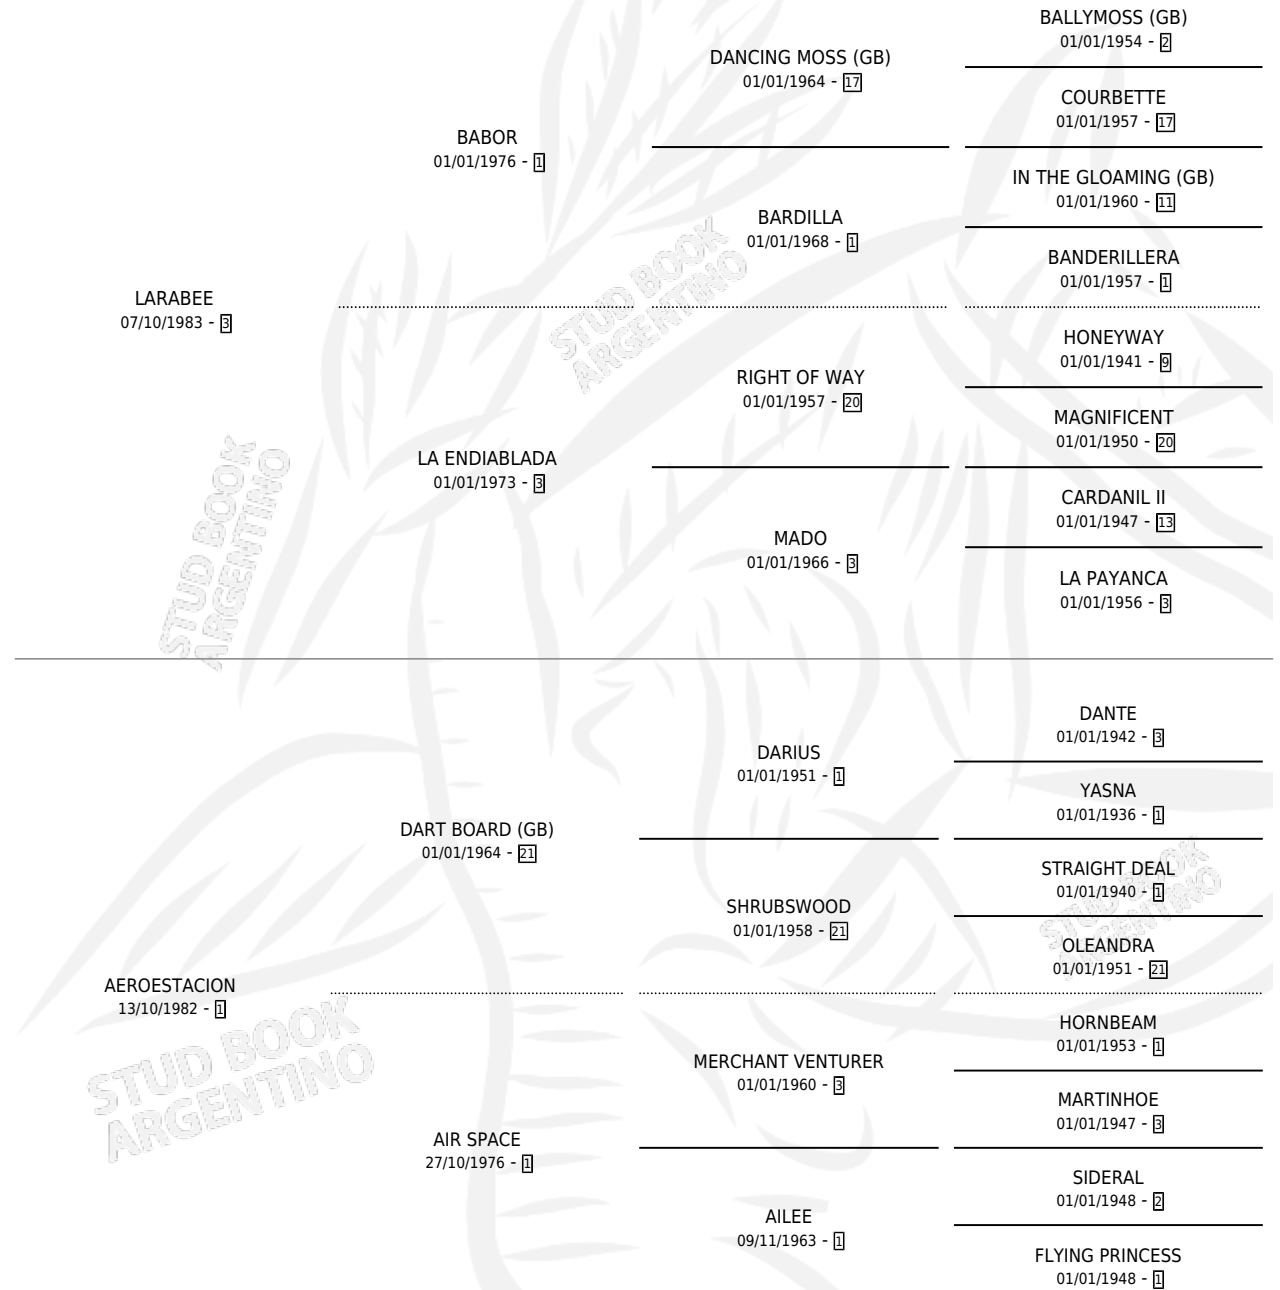 BALLYMOSS (GB)
01/01/1954 - 2
DANCING MOSS (GB)
01/01/1964 - 17
COURBETTE
01/01/1957 - 17
BABOR
01/01/1976 - 1
IN THE GLOAMING (GB)
01/01/1960 - 11
BARDILLA
01/01/1968 - 1
BANDERILLERA
01/01/1957 - 1
LARABEE
07/10/1983 - 3
HONEYWAY
01/01/1941 - 9
RIGHT OF WAY
01/01/1957 - 20
MAGNIFICENT
01/01/1950 - 20
LA ENDIABLADA
01/01/1973 - 3
CARDANIL II
01/01/1947 - 13
MADO
01/01/1966 - 3
LA PAYANCA
01/01/1956 - 3
DANTE
01/01/1942 - 3
DARIUS
01/01/1951 - 1
YASNA
01/01/1936 - 1
DART BOARD (GB)
01/01/1964 - 21
STRAIGHT DEAL
01/01/1940 - 1
SHRUBSWOOD
01/01/1958 - 21
OLEANDRA
01/01/1951 - 21
AEROESTACION
13/10/1982 - 1
HORNBEAM
01/01/1953 - 1
MERCHANT VENTURER
01/01/1960 - 3
MARTINHOE
01/01/1947 - 3
AIR SPACE
27/10/1976 - 1
SIDERAL
01/01/1948 - 2
AILEE
09/11/1963 - 1
FLYING PRINCESS
01/01/1948 - 1
STUD BOOK
ARGENTINO
STUD BOOK
ARGENTINO
STUD BOOK
ARGENTINO
STUD BOOK
ARGENTINO